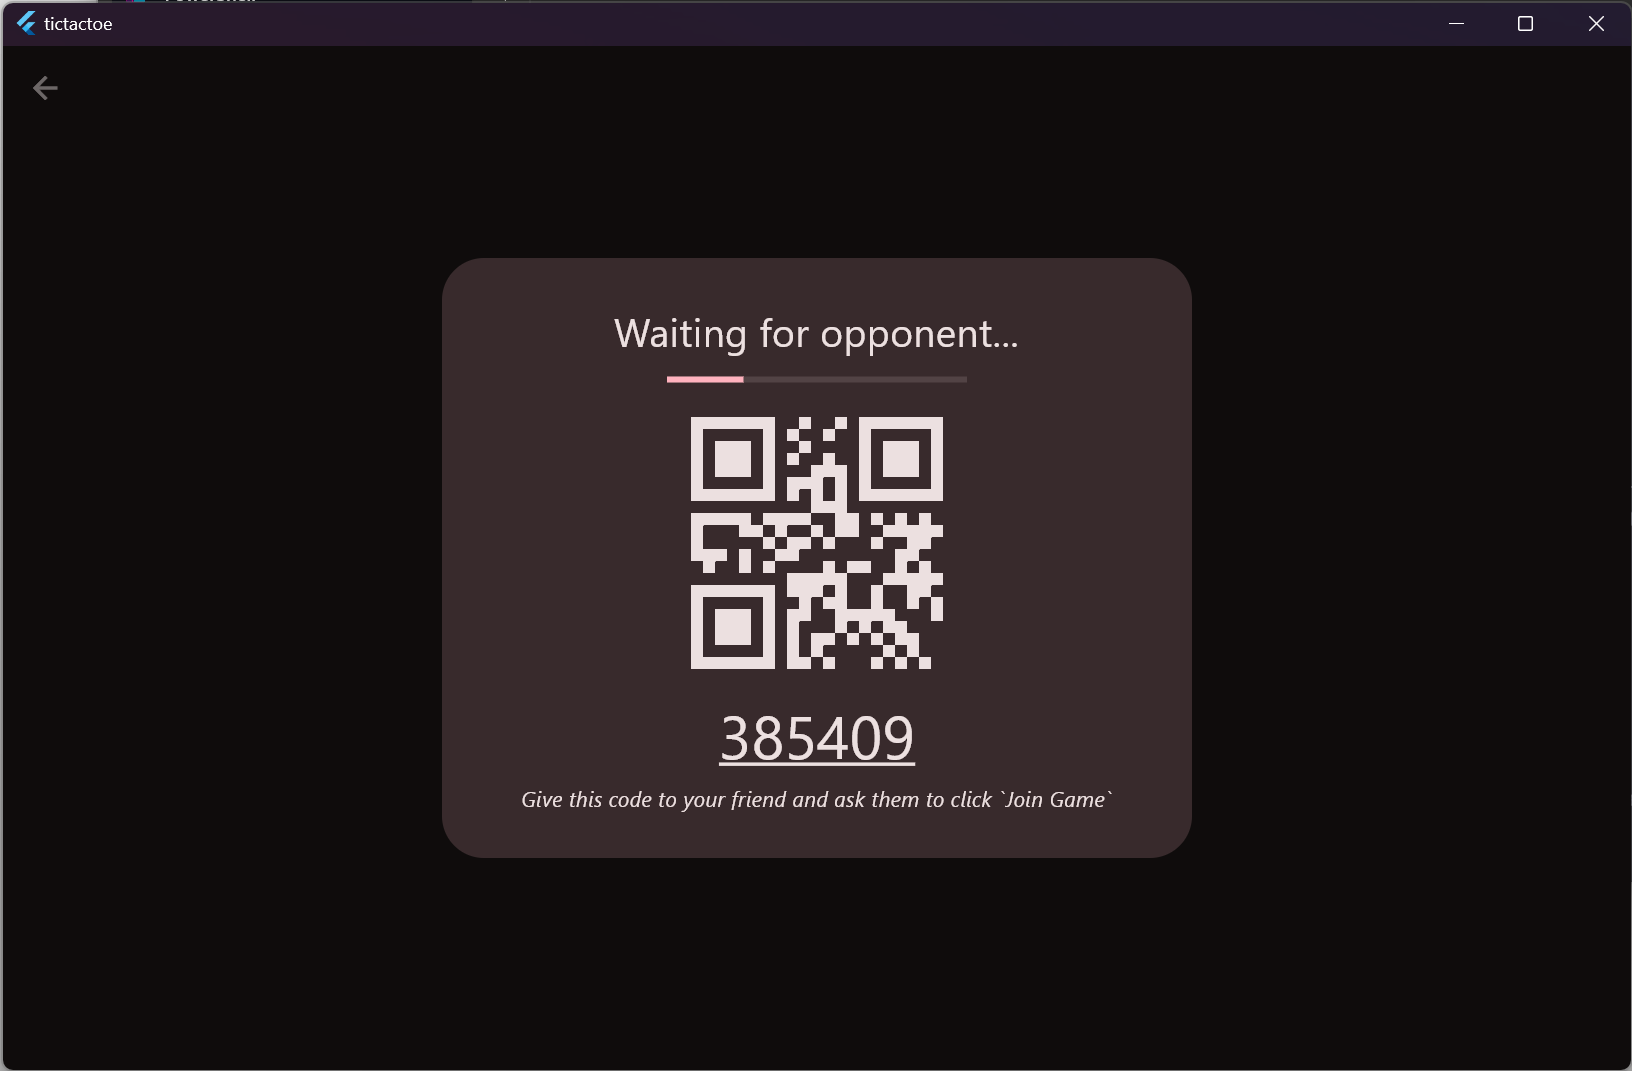 tictactoe
Waiting for opponent...
385409
Give this code to your friend and ask them to click `Join Game`